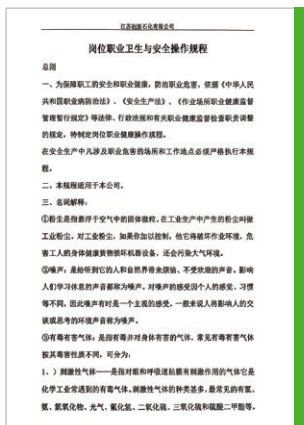 江苏创新石化有限公司
岗位职业卫生与安全操作规程
总则
一、为保障职工的安全和职业健康，防治职业危害，依据《中华人民
共和国职业病防治法》、《安全生产法》、《作业场所职业健康监督
管理暂行规定》等法律、行政法规和有关职业健康监督检查职责调整
的规定，特制定岗位职业健康操作规程。
在安全生产中凡涉及职业危害的场所和工作地点必须严格执行本规
程。
二、本规程适用于本公司。
三、名词解释：
①粉尘是指悬浮于空气中的固体微粒。在工业生产中产生的粉尘叫做
工业粉尘。对工业粉尘，如果你加以控制，他它将破坏作业环境，危
害工人的身体健康货物损坏机器设备，还会污染大气环境。
②噪声：是给听到它的人和自然界带来烦恼、不受欢迎的声音。影响
人们学习休息的声音都称为噪声。对噪声的感受因个人的感觉、习惯
等不同，因此噪声有时是一个主观的感受。一般来说人将影响人的交
谈或思考的环境声音称为噪声。
③有毒有害气体：是指有毒并对身体有害的气体，常见有毒有害气体
按其毒害性质不同，可分为：
1、）刺激性气体——是指对眼和呼吸道粘膜有刺激作用的气体它是
化学工业常遇到的有毒气体。刺激性气体的种类甚多，最常见的有氯、
氨、氮氧化物、光气、氟化氢、二氧化硫、三氧化硫和硫酸二甲酯等。